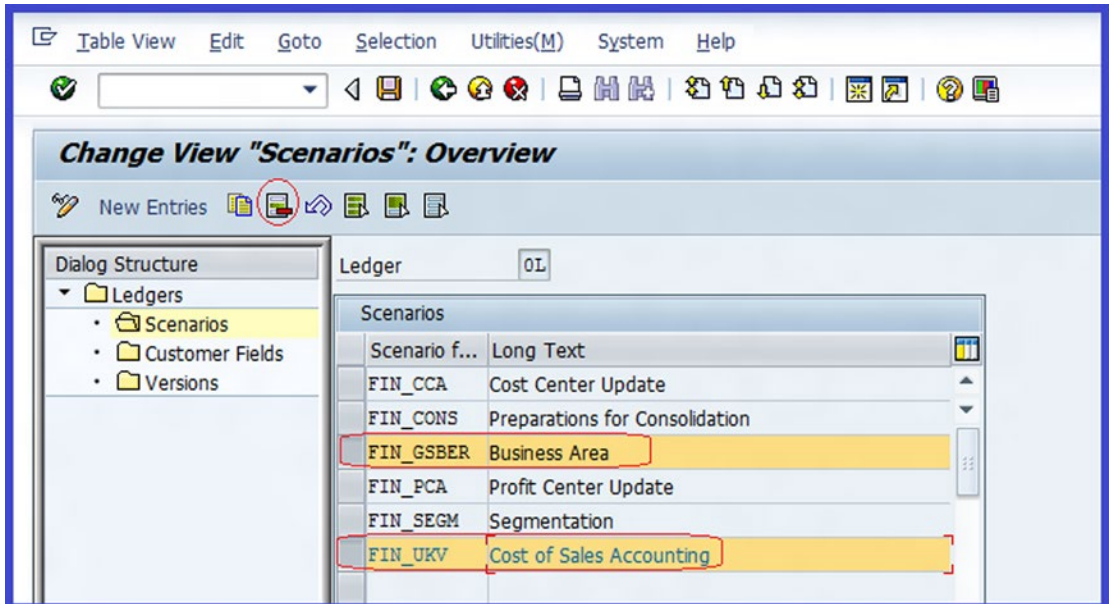 Table View Edit Goto Selection Utilities(M) System Help
Change View "Scenarios": Overview
New Entries
Dialog Structure
Ledgers
Scenarios
Customer Fields
Versions
Ledger 0L
Scenarios
Scenario f... Long Text
FIN_CCA Cost Center Update
FIN_CONS Preparations for Consolidation
FIN_GSBER Business Area
FIN_PCA Profit Center Update
FIN_SEGM Segmentation
FIN_UKV Cost of Sales Accounting